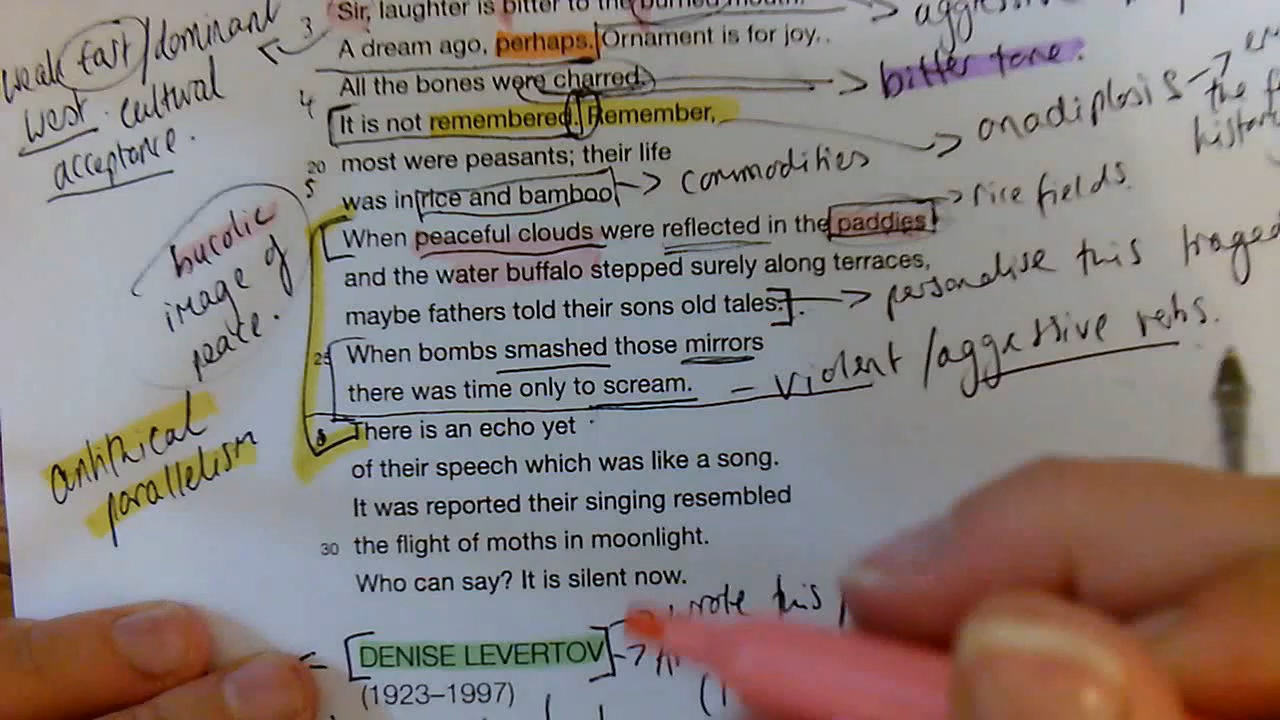 3 Sir, laughter is bitter to the burned mouth.
A dream ago, perhaps. Ornament is for joy.
All the bones were charred.
4 It is not remembered. Remember,
20 most were peasants; their life
5 was in rice and bamboo
When peaceful clouds were reflected in the paddies
and the water buffalo stepped surely along terraces,
maybe fathers told their sons old tales.
25 When bombs smashed those mirrors
there was time only to scream.
There is an echo yet
of their speech which was like a song.
It was reported their singing resembled
30 the flight of moths in moonlight.
Who can say? It is silent now.
DENISE LEVERTOV
(1923–1997)
weak east/dominant
west. cultural
acceptance.
bucolic
image of
peace.
antithical
parallelism
bitter tone.
anadiplosis → the
commodities
rice fields.
personalise this
violent/aggressive
wrote this